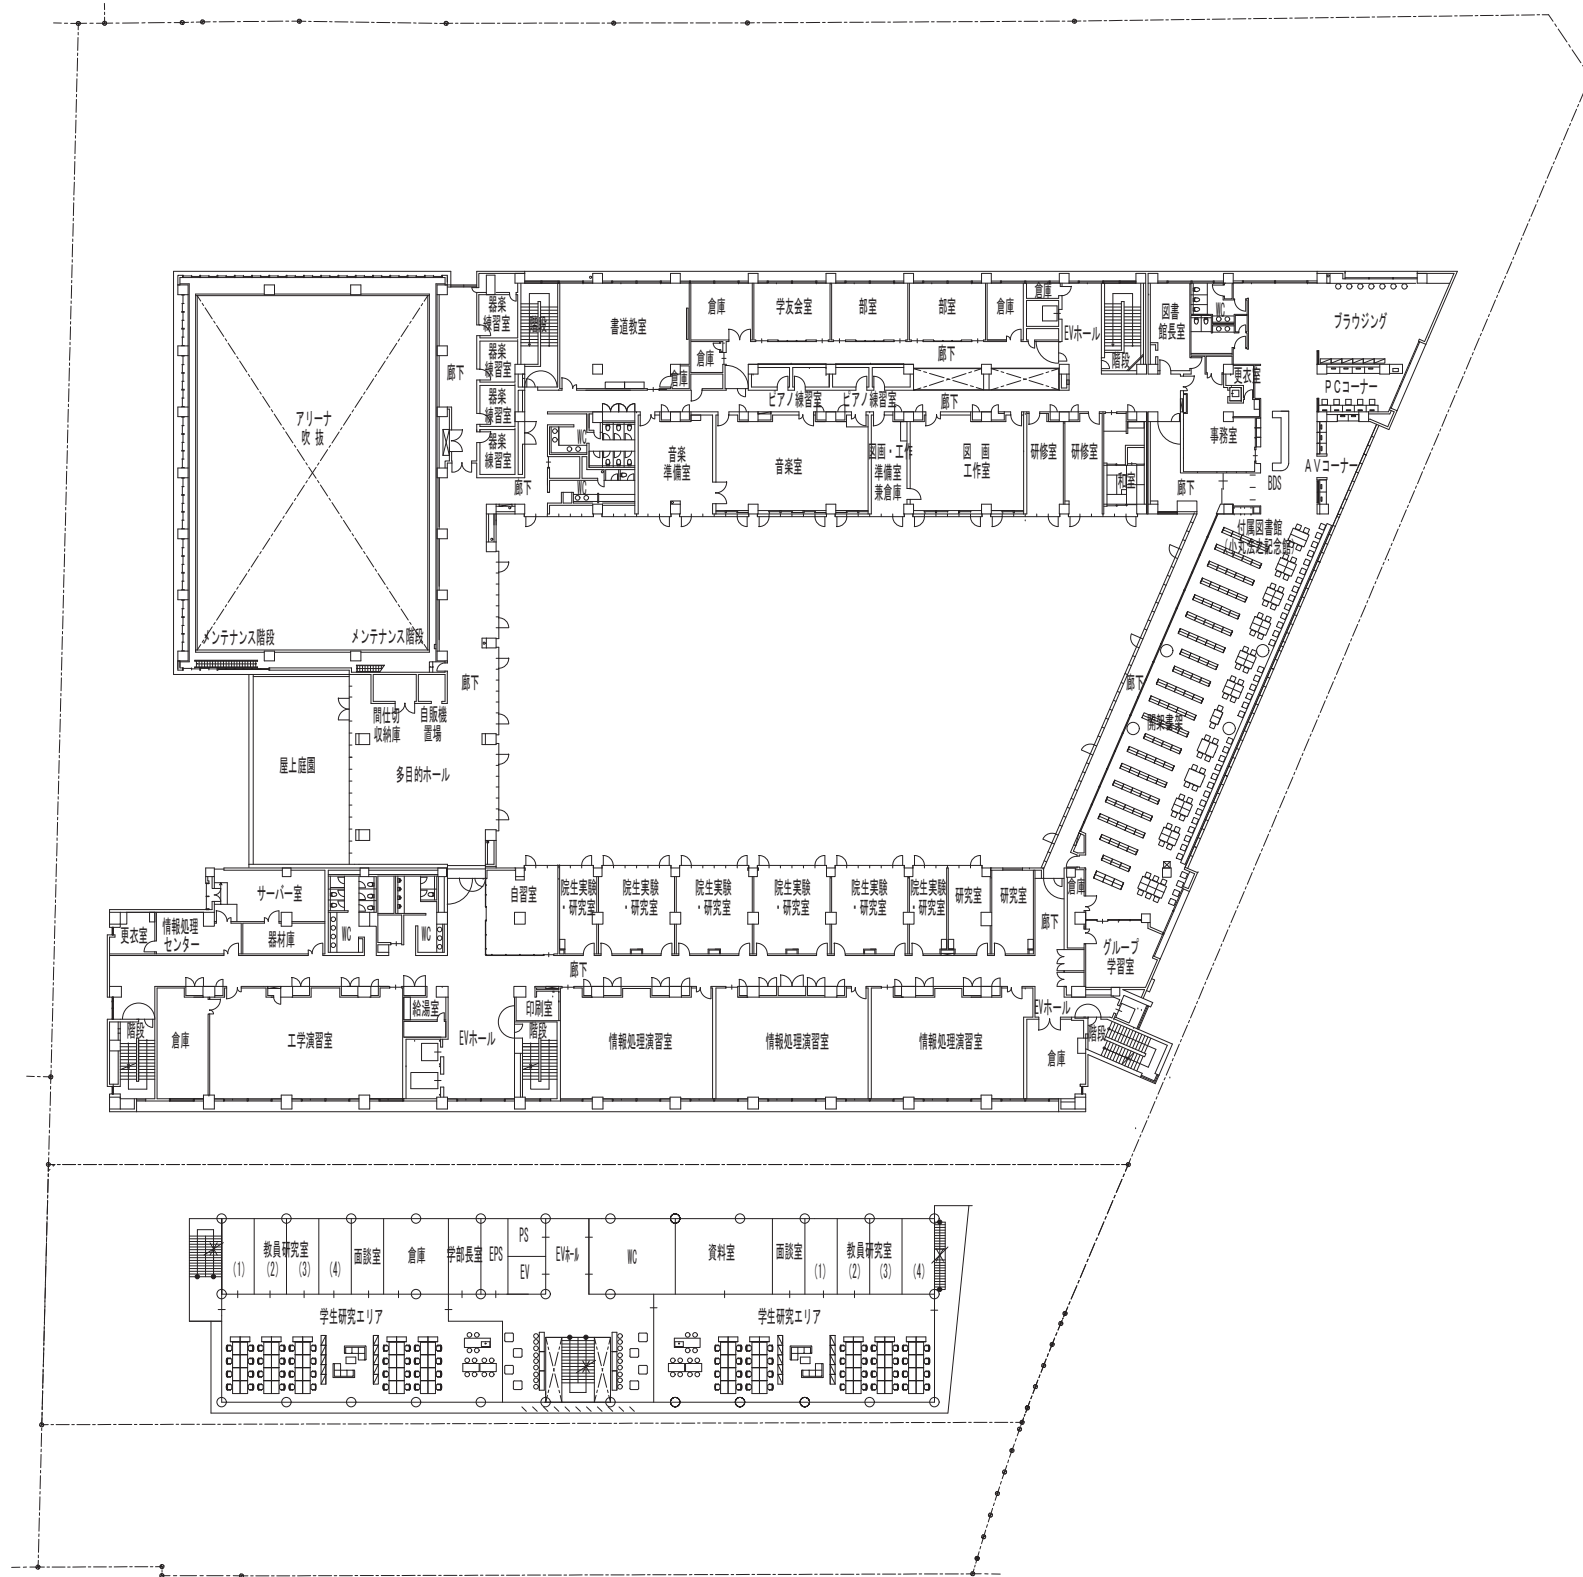 器楽
練習室
階段
書道教室
倉庫
学友会室
部室
部室
倉庫
倉庫
EVホール
階段
図書
館長室
WC
ブラウジング
廊下
器楽
練習室
倉庫
倉庫
廊下
更衣室
PCコーナー
器楽
練習室
ピアノ練習室
ピアノ練習室
廊下
アリーナ
吹抜
器楽
練習室
WC
WC
廊下
音楽
準備室
音楽室
図画・工作
準備室
兼倉庫
図画
工作室
研修室
研修室
和室
廊下
事務室
BDS
AVコーナー
付属図書館
メンテナンス階段
メンテナンス階段
廊下
廊下
開架書架
間仕切
収納庫
自販機
置場
屋上庭園
多目的ホール
サーバー室
更衣室
情報処理
センター
器材庫
WC
WC
自習室
院生実験
・研究室
院生実験
・研究室
院生実験
・研究室
院生実験
・研究室
院生実験
・研究室
院生実験
・研究室
研究室
研究室
廊下
倉庫
グループ
学習室
廊下
階段
倉庫
工学演習室
給湯室
EVホール
印刷室
階段
情報処理演習室
情報処理演習室
情報処理演習室
EVホール
倉庫
階段
教員研究室
(1)
(2)
(3)
(4)
面談室
倉庫
学部長室
EPS
PS
EV
EVホール
WC
資料室
面談室
教員研究室
(1)
(2)
(3)
(4)
学生研究エリア
学生研究エリア